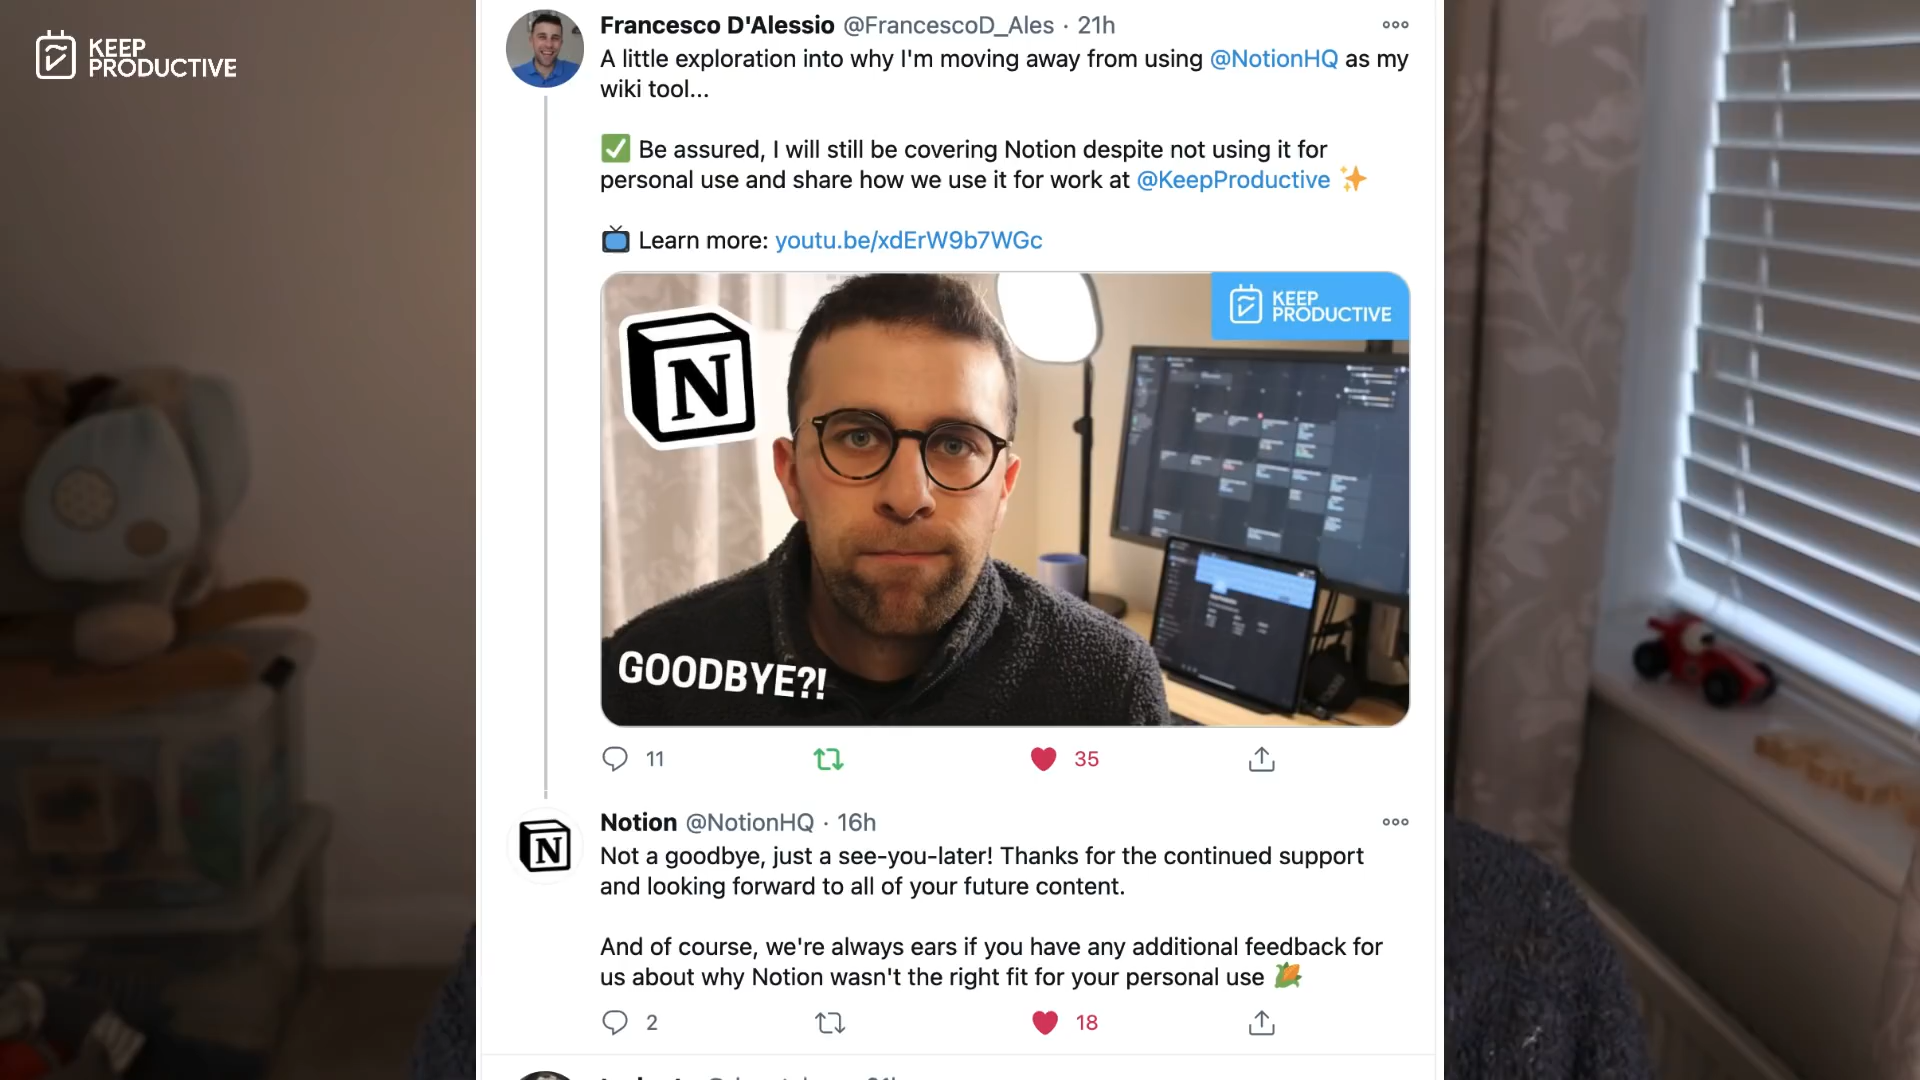 KEEP
PRODUCTIVE
Francesco D'Alessio @FrancescoD_Ales · 21h
A little exploration into why I'm moving away from using @NotionHQ as my
wiki tool...
✅ Be assured, I will still be covering Notion despite not using it for
personal use and share how we use it for work at @KeepProductive ✨
📺 Learn more: youtu.be/xdErW9b7WGc
KEEP
PRODUCTIVE
N
GOODBYE?!
11
35
N
Notion @NotionHQ · 16h
Not a goodbye, just a see-you-later! Thanks for the continued support
and looking forward to all of your future content.
And of course, we're always ears if you have any additional feedback for
us about why Notion wasn't the right fit for your personal use 🌽
2
18